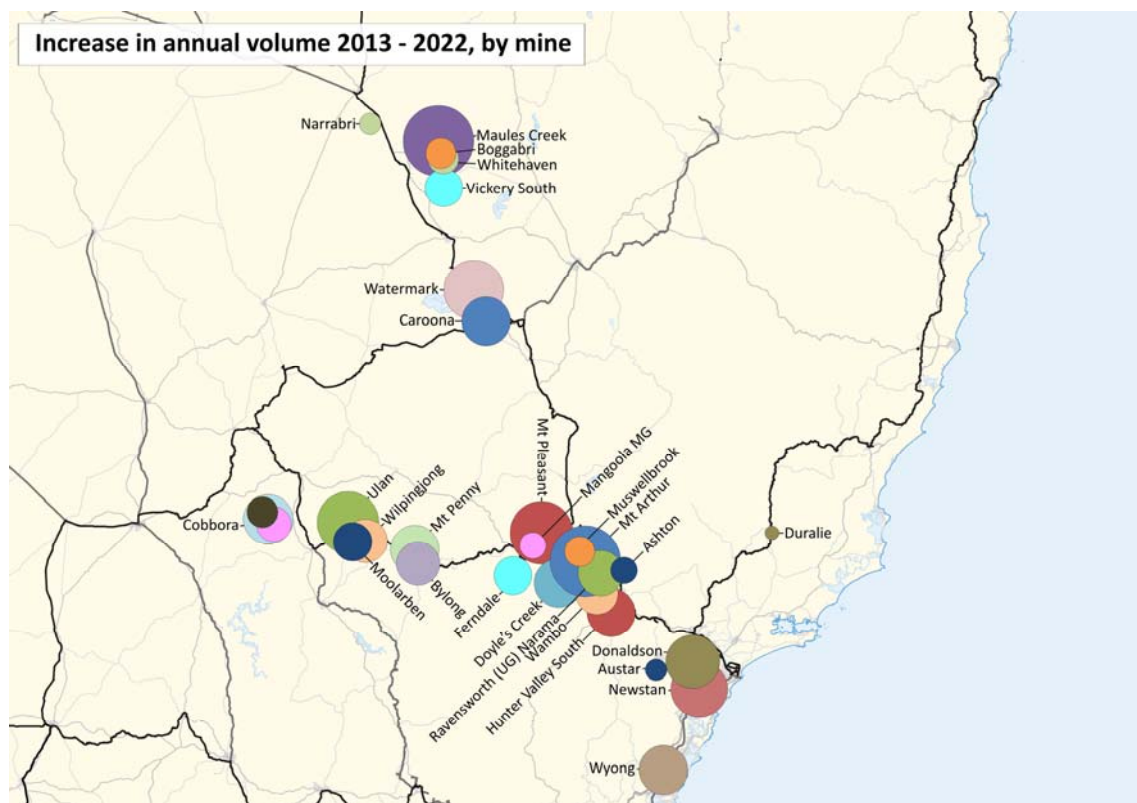 Increase in annual volume 2013 - 2022, by mine
Narrabri
Maules Creek
Boggabri
Whitehaven
Vickery South
Watermark
Caroona
Mt Pleasant
Mangoola MG
Muswellbrook
Mt Arthur
Ashton
Ulan
Wilpingjong
Mt Penny
Cobbora
Moolarben
Bylong
Ferndale
Doyle's Creek
Ravensworth (UG) Narama
Wambo
Hunter Valley South
Duralie
Donaldson
Austar
Newstan
Wyong